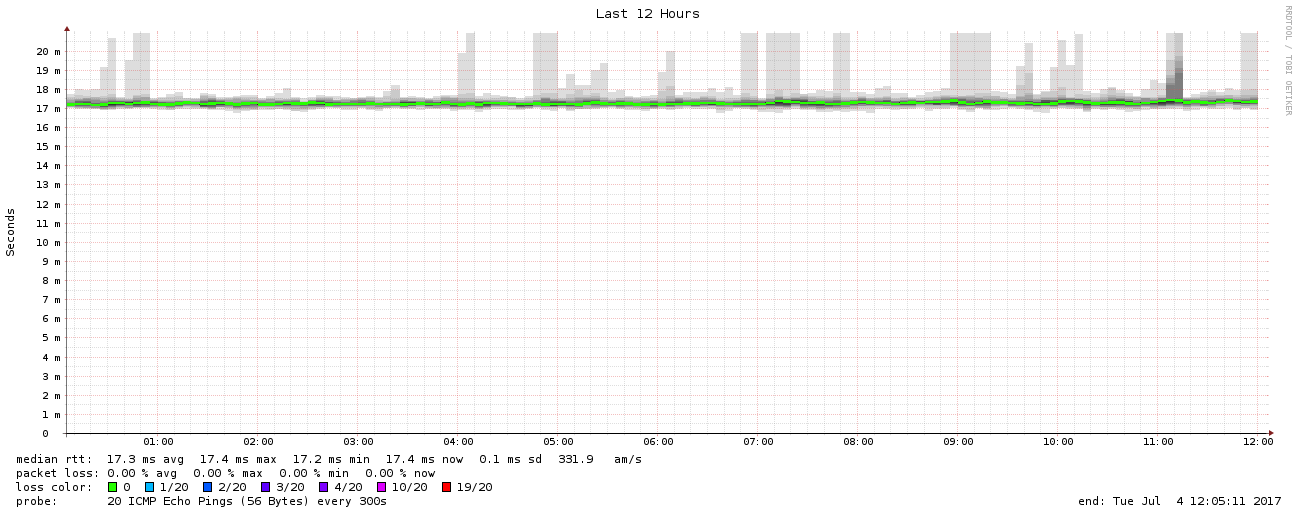 Last 12 Hours
RRDTOOL / TOBI OETIKER
Seconds
20 m
19 m
18 m
17 m
16 m
15 m
14 m
13 m
12 m
11 m
10 m
9 m
8 m
7 m
6 m
5 m
4 m
3 m
2 m
1 m
0
01:00 02:00 03:00 04:00 05:00 06:00 07:00 08:00 09:00 10:00 11:00 12:00
median rtt: 17.3 ms avg 17.4 ms max 17.2 ms min 17.4 ms now 0.1 ms sd 331.9 am/s
packet loss: 0.00 % avg 0.00 % max 0.00 % min 0.00 % now
loss color: 0 1/20 2/20 3/20 4/20 10/20 19/20
probe: 20 ICMP Echo Pings (56 Bytes) every 300s end: Tue Jul 4 12:05:11 2017